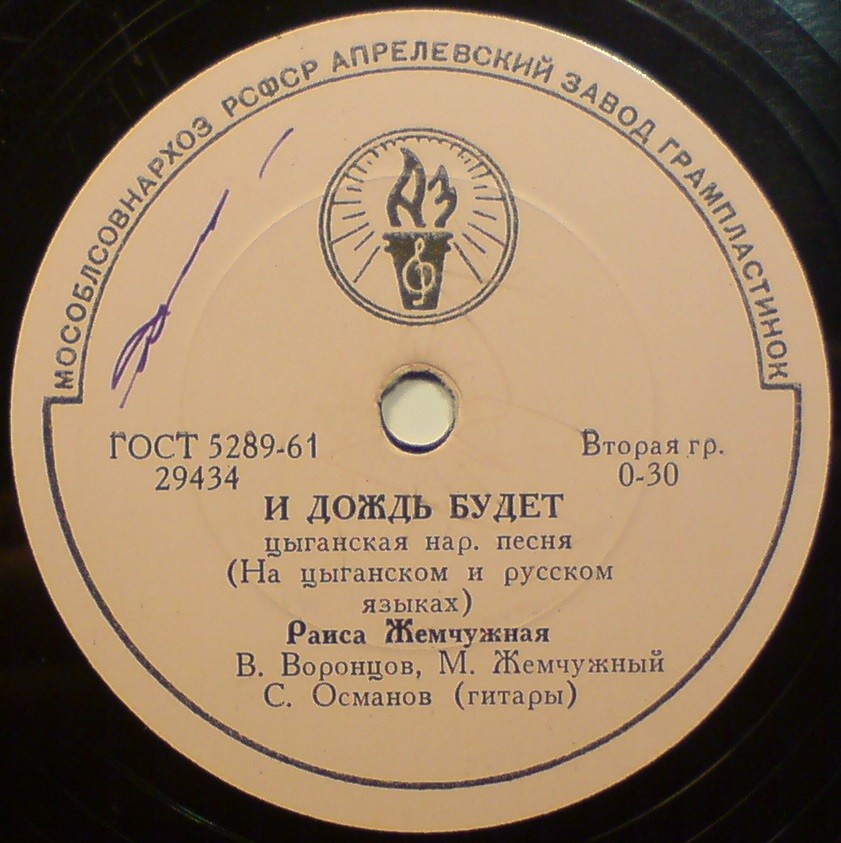 МОСОБЛСОВНАРХОЗ РСФСР АПРЕЛЕВСКИЙ ЗАВОД ГРАМПЛАСТИНОК
АЗ
ГОСТ 5289-61
29434
Вторая гр.
0-30
И ДОЖДЬ БУДЕТ
цыганская нар. песня
(На цыганском и русском
языках)
Раиса Жемчужная
В. Воронцов, М. Жемчужный
С. Османов (гитары)